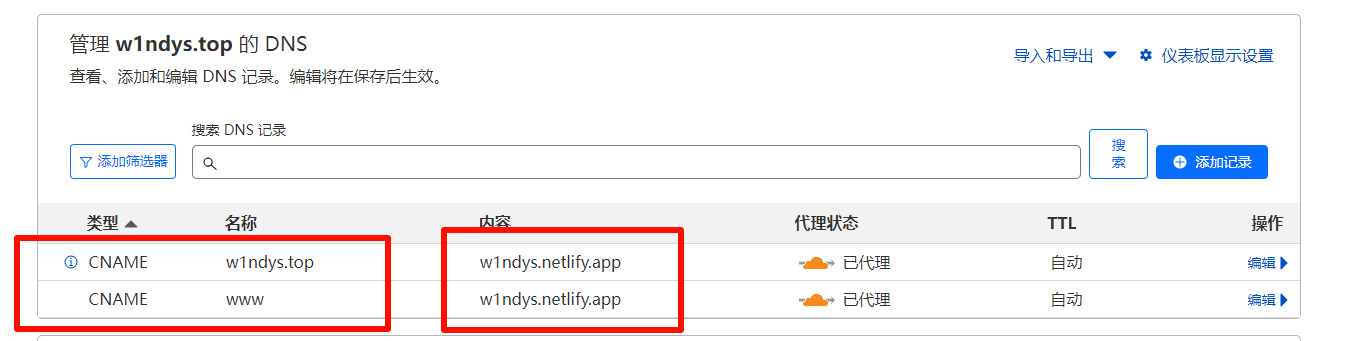 管理 w1ndys.top 的 DNS
查看、添加和编辑 DNS 记录。编辑将在保存后生效。
导入和导出
仪表板显示设置
搜索 DNS 记录
添加筛选器
搜
索
添加记录
类型 名称 内容 代理状态 TTL 操作
CNAME w1ndys.top w1ndys.netlify.app 已代理 自动 编辑
CNAME www w1ndys.netlify.app 已代理 自动 编辑